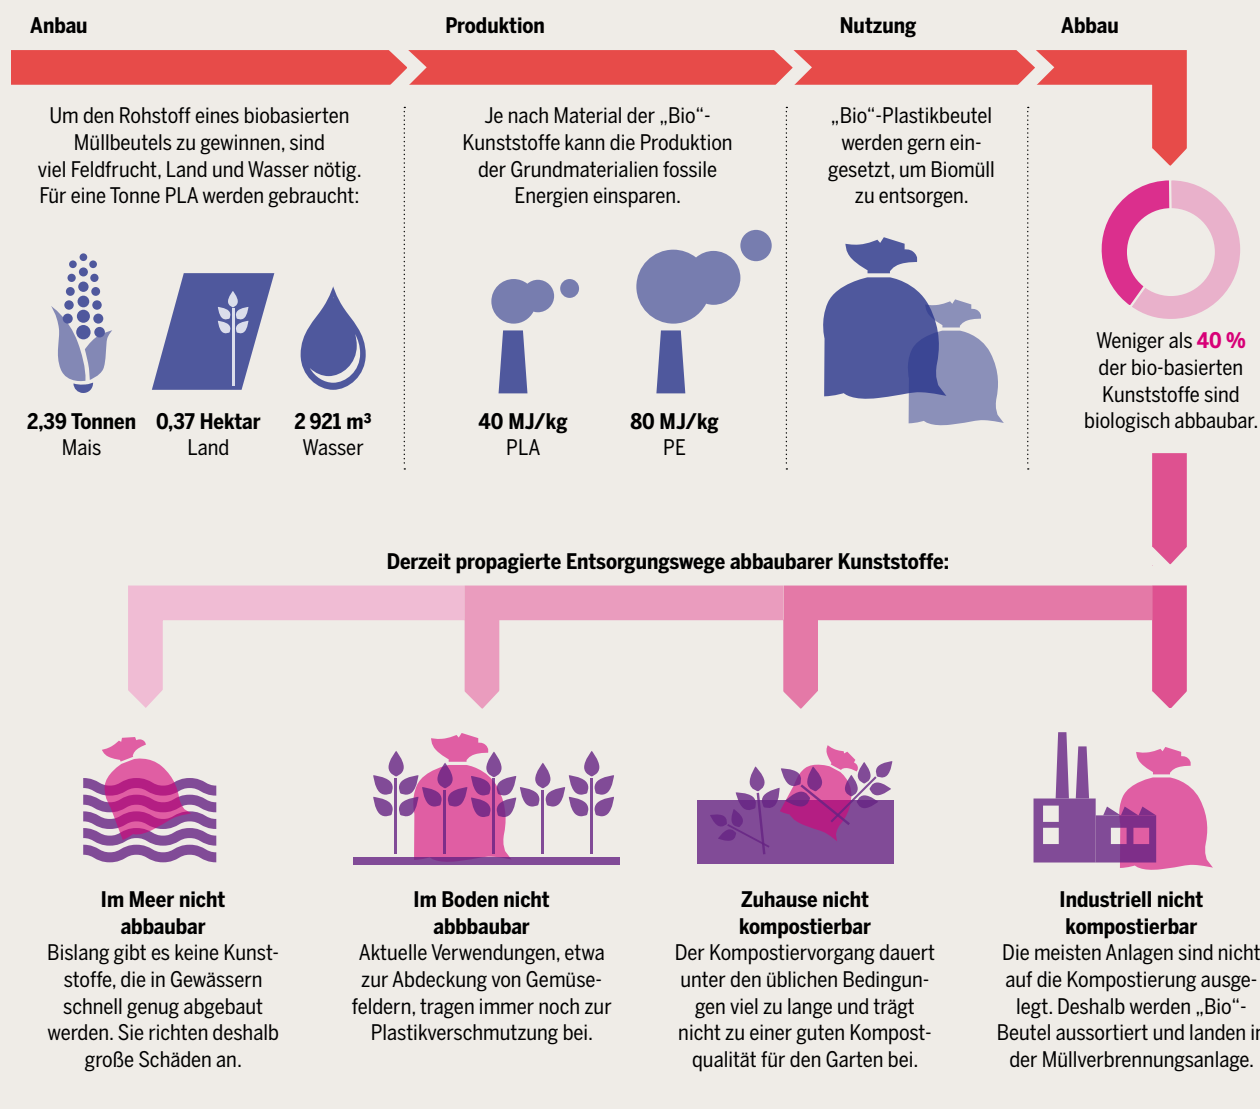 Anbau
Um den Rohstoff eines biobasierten
Müllbeutels zu gewinnen, sind
viel Feldfrucht, Land und Wasser nötig.
Für eine Tonne PLA werden gebraucht:
2,39 Tonnen
Mais
0,37 Hektar
Land
2 921 m³
Wasser
Produktion
Je nach Material der „Bio“-
Kunststoffe kann die Produktion
der Grundmaterialien fossile
Energien einsparen.
40 MJ/kg
PLA
80 MJ/kg
PE
Nutzung
„Bio“-Plastikbeutel
werden gern ein-
gesetzt, um Biomüll
zu entsorgen.
Abbau
Weniger als 40 %
der bio-basierten
Kunststoffe sind
biologisch abbaubar.
Derzeit propagierte Entsorgungswege abbaubarer Kunststoffe:
Im Meer nicht
abbaubar
Bislang gibt es keine Kunst-
stoffe, die in Gewässern
schnell genug abgebaut
werden. Sie richten deshalb
große Schäden an.
Im Boden nicht
abbbaubar
Aktuelle Verwendungen, etwa
zur Abdeckung von Gemüse-
feldern, tragen immer noch zur
Plastikverschmutzung bei.
Zuhause nicht
kompostierbar
Der Kompostiervorgang dauert
unter den üblichen Bedingun-
gen viel zu lange und trägt
nicht zu einer guten Kompost-
qualität für den Garten bei.
Industriell nicht
kompostierbar
Die meisten Anlagen sind nicht
auf die Kompostierung ausge-
legt. Deshalb werden „Bio“-
Beutel aussortiert und landen in
der Müllverbrennungsanlage.